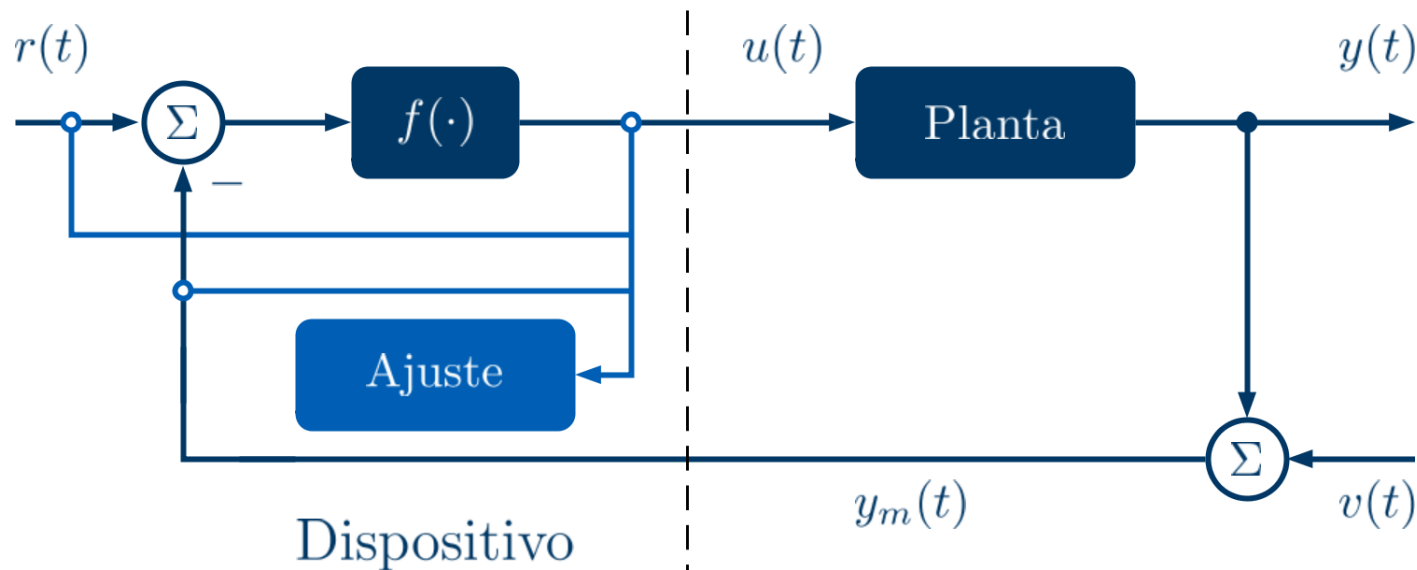 r(t)
u(t)
y(t)
Σ
f(·)
Planta
−
Ajuste
Σ
y_m(t)
v(t)
Dispositivo